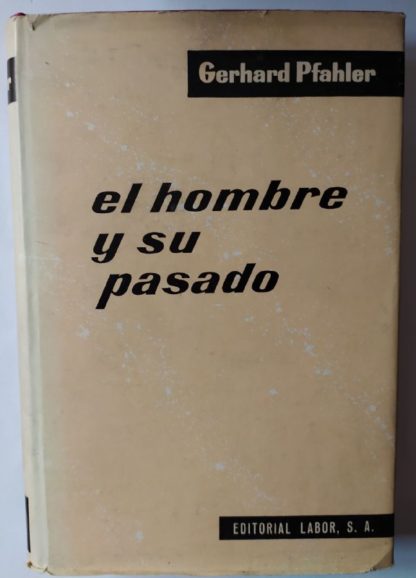 Gerhard Pfahler
el hombre
y su
pasado
EDITORIAL LABOR, S. A.